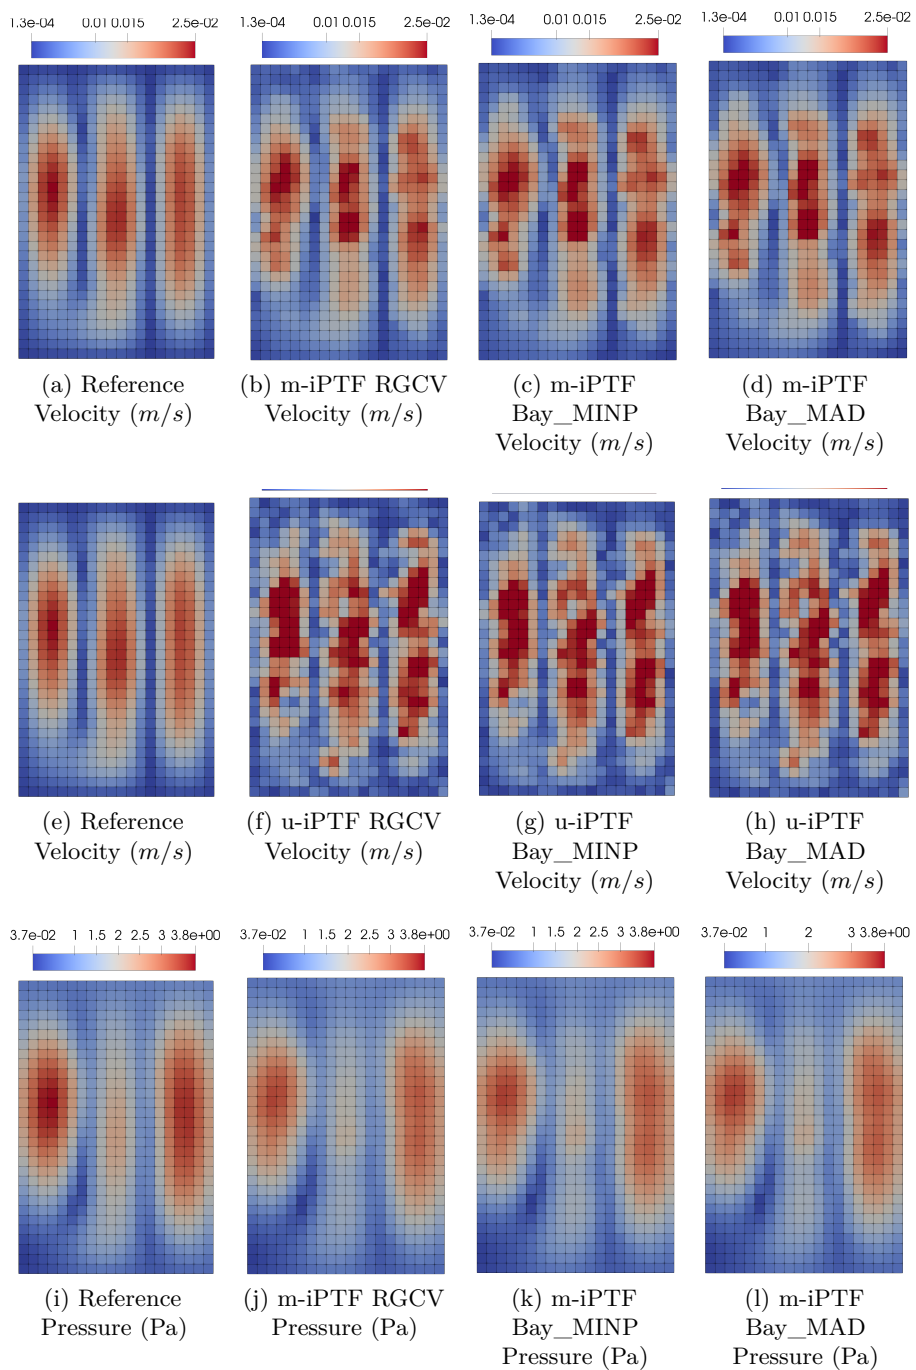 1.3e-04 0.01 0.015 2.5e-02
1.3e-04 0.01 0.015 2.5e-02
1.3e-04 0.01 0.015 2.5e-02
1.3e-04 0.01 0.015 2.5e-02
(a) Reference
Velocity (m/s)
(b) m-iPTF RGCV
Velocity (m/s)
(c) m-iPTF
Bay_MINP
Velocity (m/s)
(d) m-iPTF
Bay_MAD
Velocity (m/s)
(e) Reference
Velocity (m/s)
(f) u-iPTF RGCV
Velocity (m/s)
(g) u-iPTF
Bay_MINP
Velocity (m/s)
(h) u-iPTF
Bay_MAD
Velocity (m/s)
3.7e-02 1 1.5 2 2.5 3 3.8e+00
3.7e-02 1 1.5 2 2.5 3 3.8e+00
3.7e-02 1 1.5 2 2.5 3 3.8e+00
3.7e-02 1 2 3 3.8e+00
(i) Reference
Pressure (Pa)
(j) m-iPTF RGCV
Pressure (Pa)
(k) m-iPTF
Bay_MINP
Pressure (Pa)
(l) m-iPTF
Bay_MAD
Pressure (Pa)